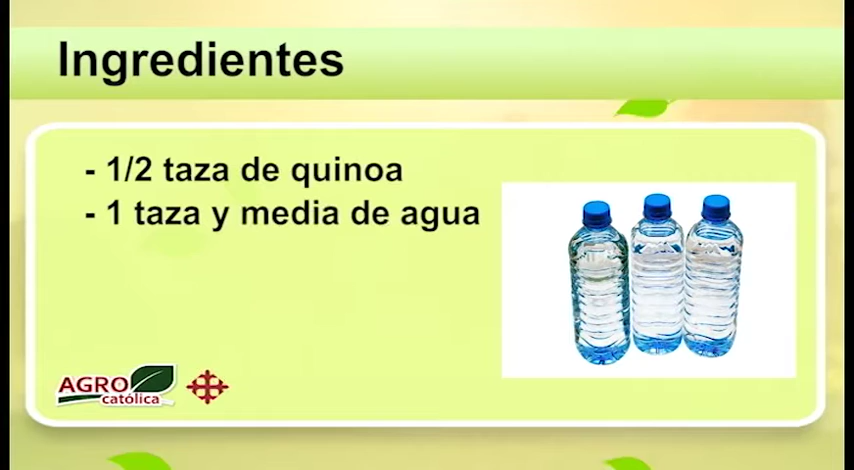 Ingredientes
- 1/2 taza de quinoa
- 1 taza y media de agua
AGRO
católica